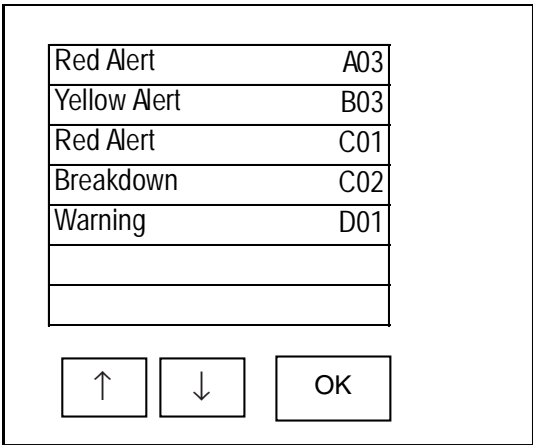 Red Alert A03
Yellow Alert B03
Red Alert C01
Breakdown C02
Warning D01
↑ ↓ OK